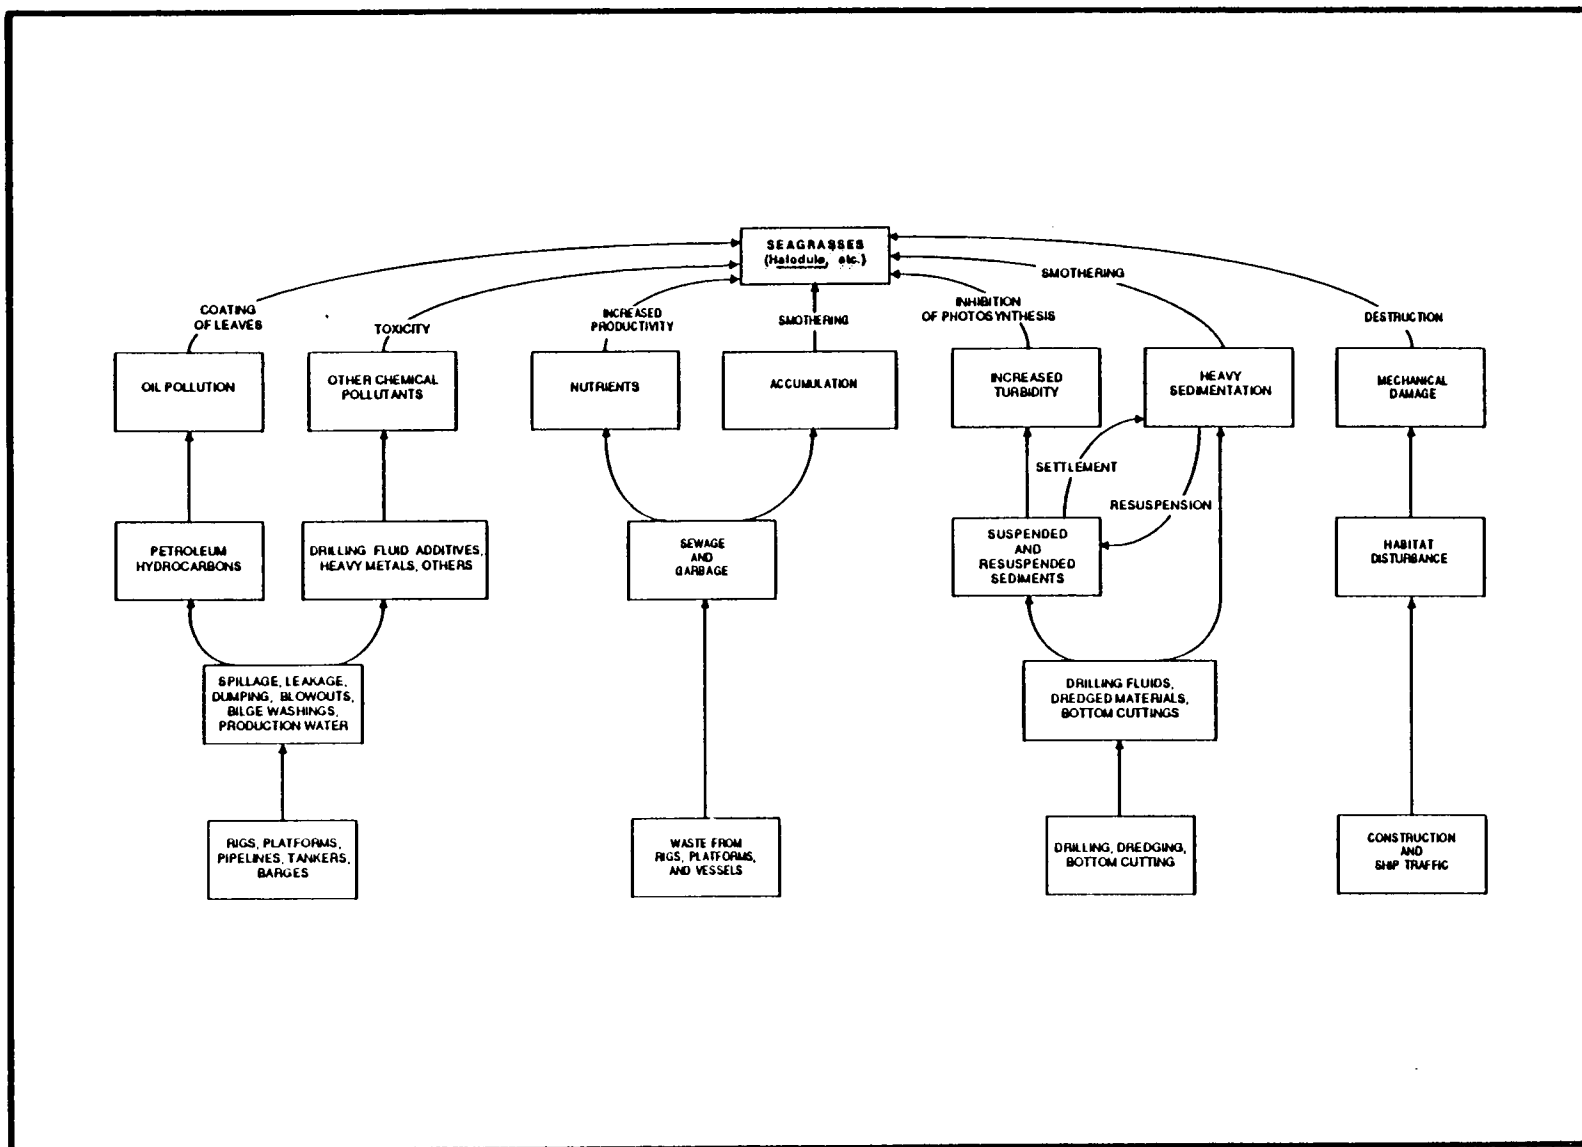 SEAGRASSES
(Halodule, etc.)
COATING
OF LEAVES
TOXICITY
INCREASED
PRODUCTIVITY
SMOTHERING
INHIBITION
OF PHOTOSYNTHESIS
SMOTHERING
DESTRUCTION
OIL POLLUTION
OTHER CHEMICAL
POLLUTANTS
NUTRIENTS
ACCUMULATION
INCREASED
TURBIDITY
HEAVY
SEDIMENTATION
MECHANICAL
DAMAGE
SETTLEMENT
RESUSPENSION
PETROLEUM
HYDROCARBONS
DRILLING FLUID ADDITIVES,
HEAVY METALS, OTHERS
SEWAGE
AND
GARBAGE
SUSPENDED
AND
RESUSPENDED
SEDIMENTS
HABITAT
DISTURBANCE
SPILLAGE, LEAKAGE,
DUMPING, BLOWOUTS,
BILGE WASHINGS,
PRODUCTION WATER
DRILLING FLUIDS,
DREDGED MATERIALS,
BOTTOM CUTTINGS
RIGS, PLATFORMS,
PIPELINES, TANKERS,
BARGES
WASTE FROM
RIGS, PLATFORMS,
AND VESSELS
DRILLING, DREDGING,
BOTTOM CUTTING
CONSTRUCTION
AND
SHIP TRAFFIC